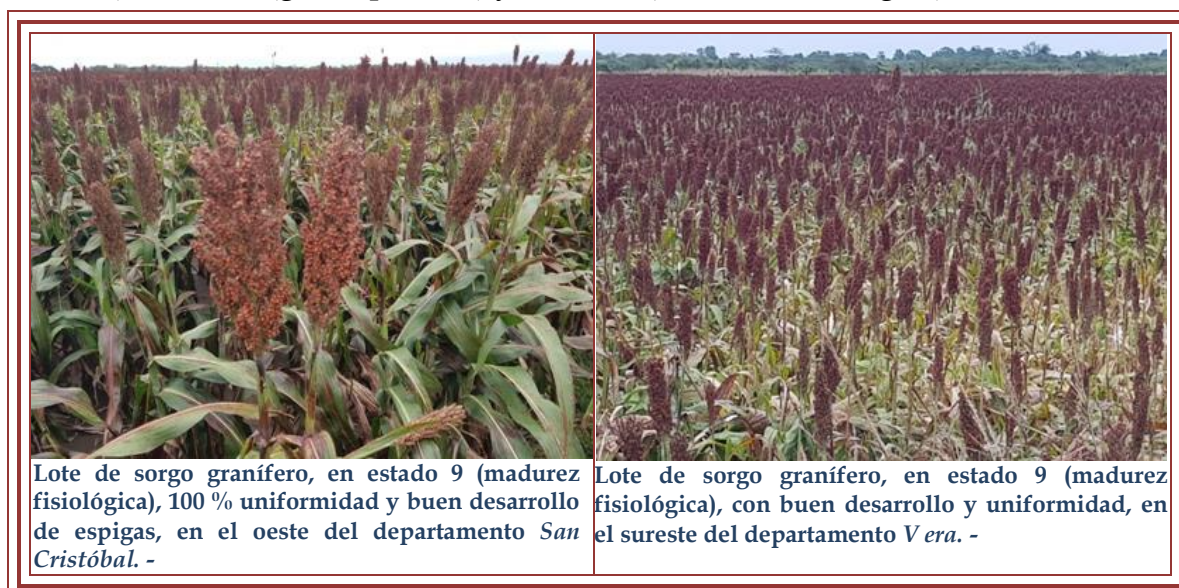 Lote de sorgo granífero, en estado 9 (madurez
fisiológica), 100 % uniformidad y buen desarrollo
de espigas, en el oeste del departamento San
Cristóbal. -
Lote de sorgo granífero, en estado 9 (madurez
fisiológica), con buen desarrollo y uniformidad, en
el sureste del departamento V era. -